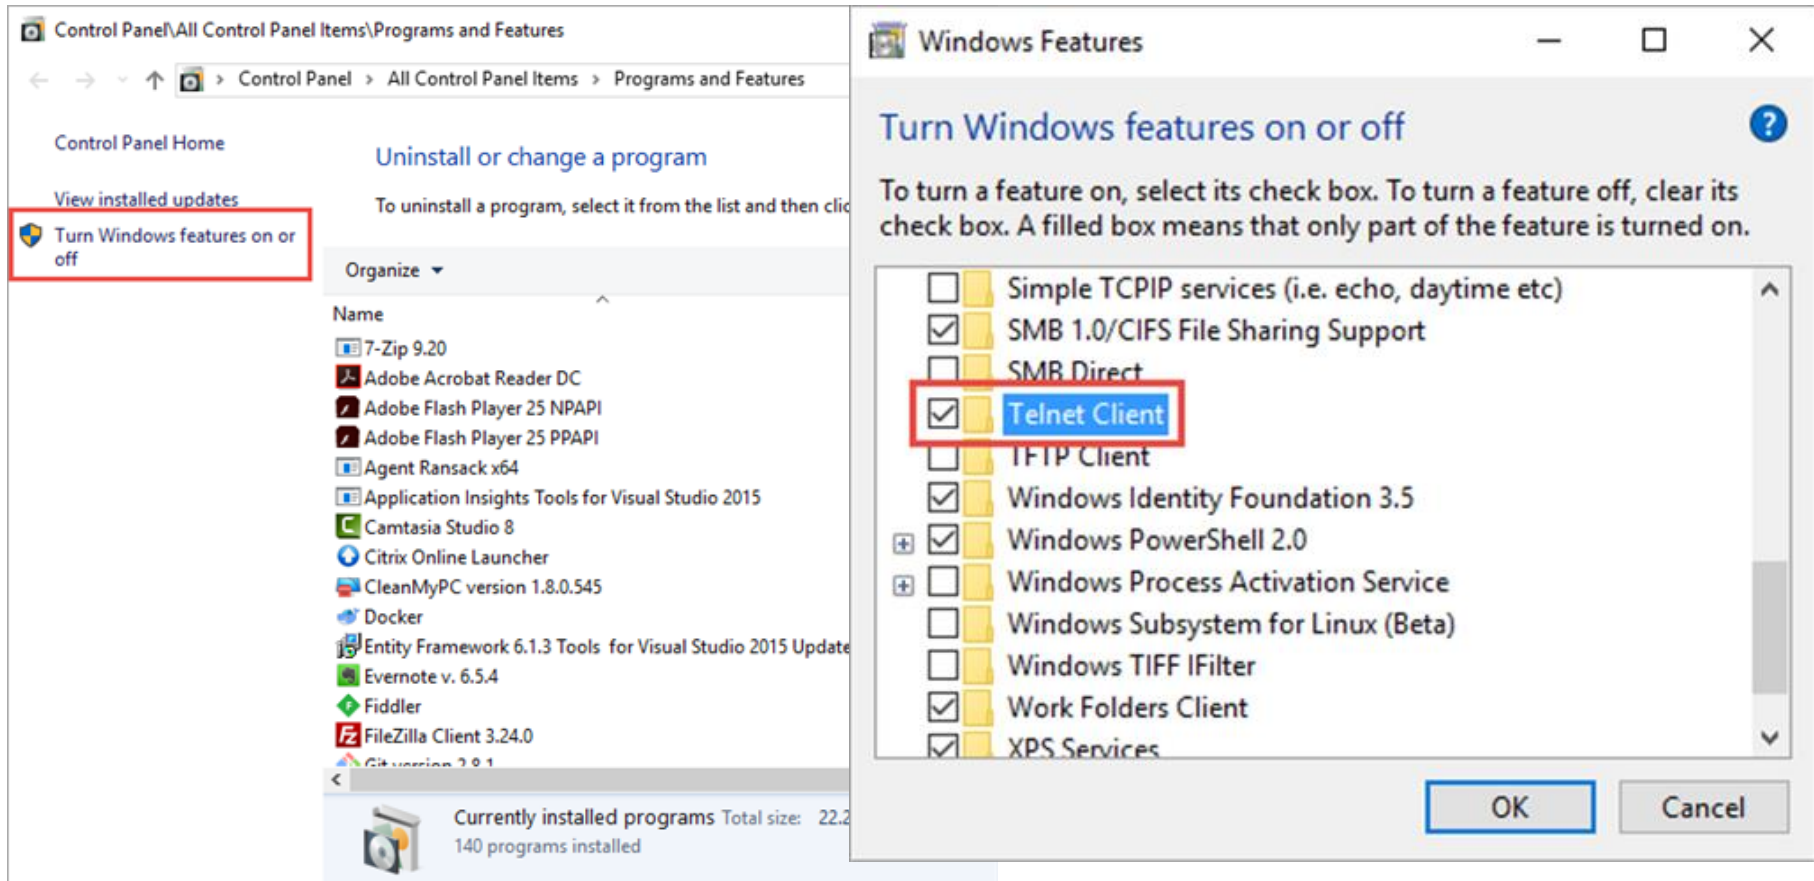 Control Panel\All Control Panel Items\Programs and Features
Control Panel > All Control Panel Items > Programs and Features
Control Panel Home
View installed updates
Turn Windows features on or
off
Uninstall or change a program
To uninstall a program, select it from the list and then clic
Organize
Name
7-Zip 9.20
Adobe Acrobat Reader DC
Adobe Flash Player 25 NPAPI
Adobe Flash Player 25 PPAPI
Agent Ransack x64
Application Insights Tools for Visual Studio 2015
Camtasia Studio 8
Citrix Online Launcher
CleanMyPC version 1.8.0.545
Docker
Entity Framework 6.1.3 Tools for Visual Studio 2015 Update
Evernote v. 6.5.4
Fiddler
FileZilla Client 3.24.0
Git version 2.8.1
Currently installed programs Total size: 22.2
140 programs installed
Windows Features
Turn Windows features on or off
To turn a feature on, select its check box. To turn a feature off, clear its
check box. A filled box means that only part of the feature is turned on.
Simple TCPIP services (i.e. echo, daytime etc)
SMB 1.0/CIFS File Sharing Support
SMB Direct
Telnet Client
TFTP Client
Windows Identity Foundation 3.5
Windows PowerShell 2.0
Windows Process Activation Service
Windows Subsystem for Linux (Beta)
Windows TIFF IFilter
Work Folders Client
XPS Services
OK
Cancel